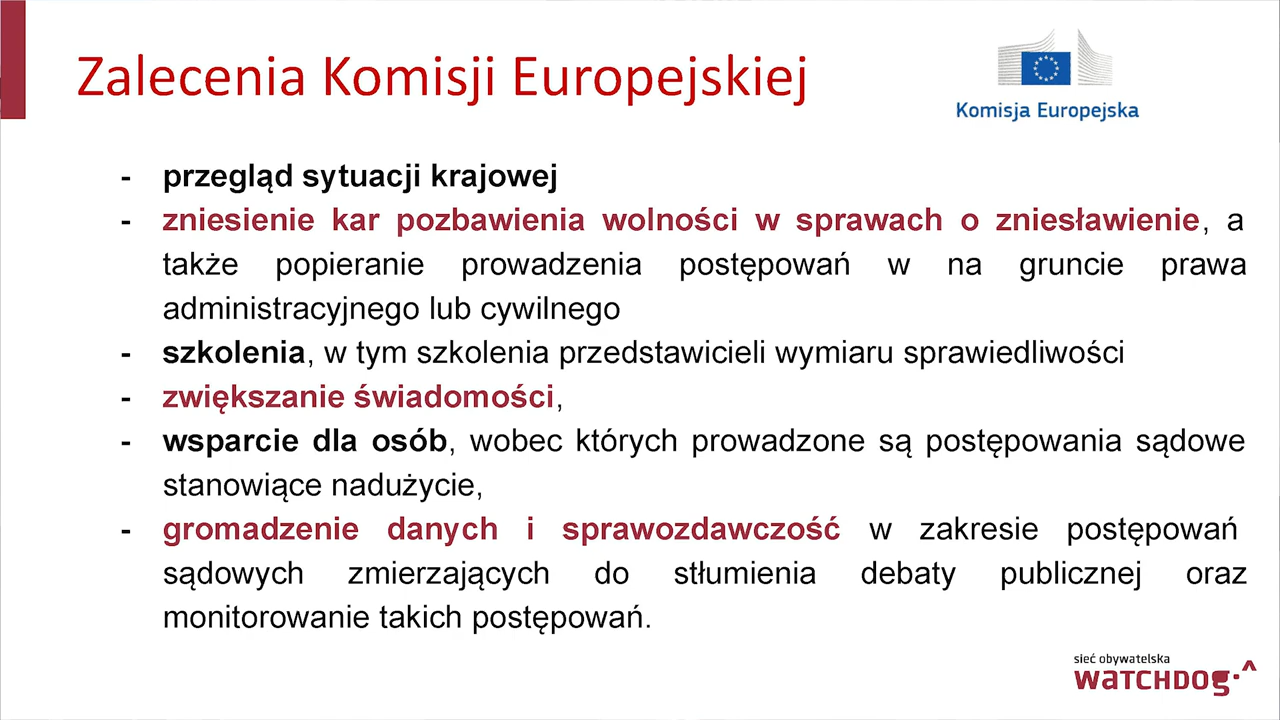 Zalecenia Komisji Europejskiej
Komisja Europejska
- przegląd sytuacji krajowej
- zniesienie kar pozbawienia wolności w sprawach o zniesławienie, a
także popieranie prowadzenia postępowań w na gruncie prawa
administracyjnego lub cywilnego
- szkolenia, w tym szkolenia przedstawicieli wymiaru sprawiedliwości
- zwiększanie świadomości,
- wsparcie dla osób, wobec których prowadzone są postępowania sądowe
stanowiące nadużycie,
- gromadzenie danych i sprawozdawczość w zakresie postępowań
sądowych zmierzających do stłumienia debaty publicznej oraz
monitorowanie takich postępowań.
sieć obywatelska
WATCHDOG